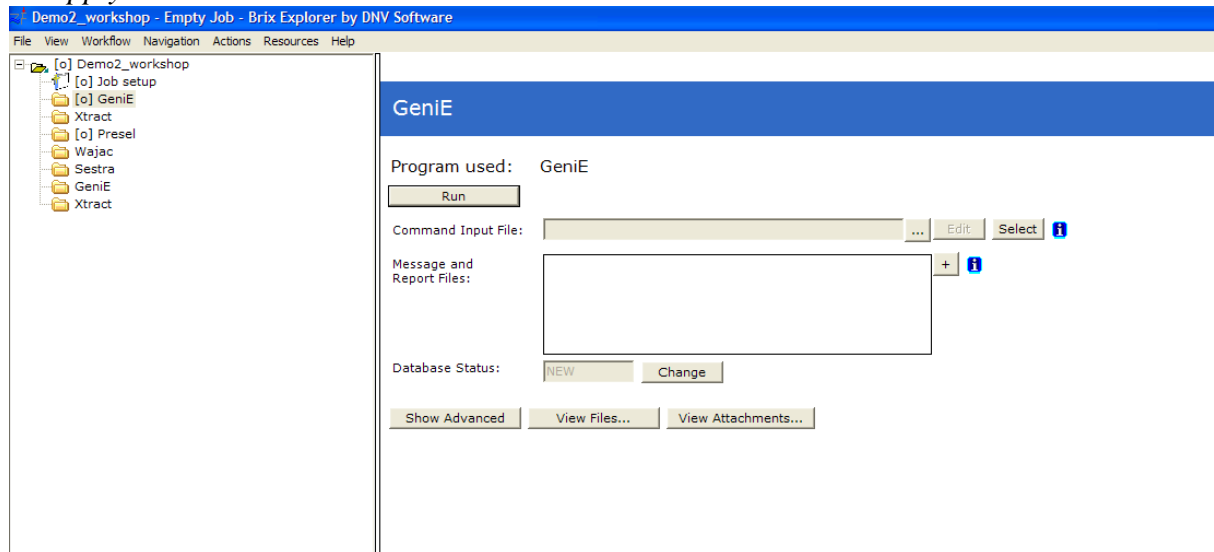 Demo2_workshop - Empty Job - Brix Explorer by DNV Software
File View Workflow Navigation Actions Resources Help
[o] Demo2_workshop
[o] Job setup
[o] GeniE
Xtract
[o] Presel
Wajac
Sestra
GeniE
Xtract
GeniE
Program used: GeniE
Run
Command Input File: ... Edit Select i
Message and
Report Files: + i
Database Status: NEW Change
Show Advanced View Files... View Attachments...